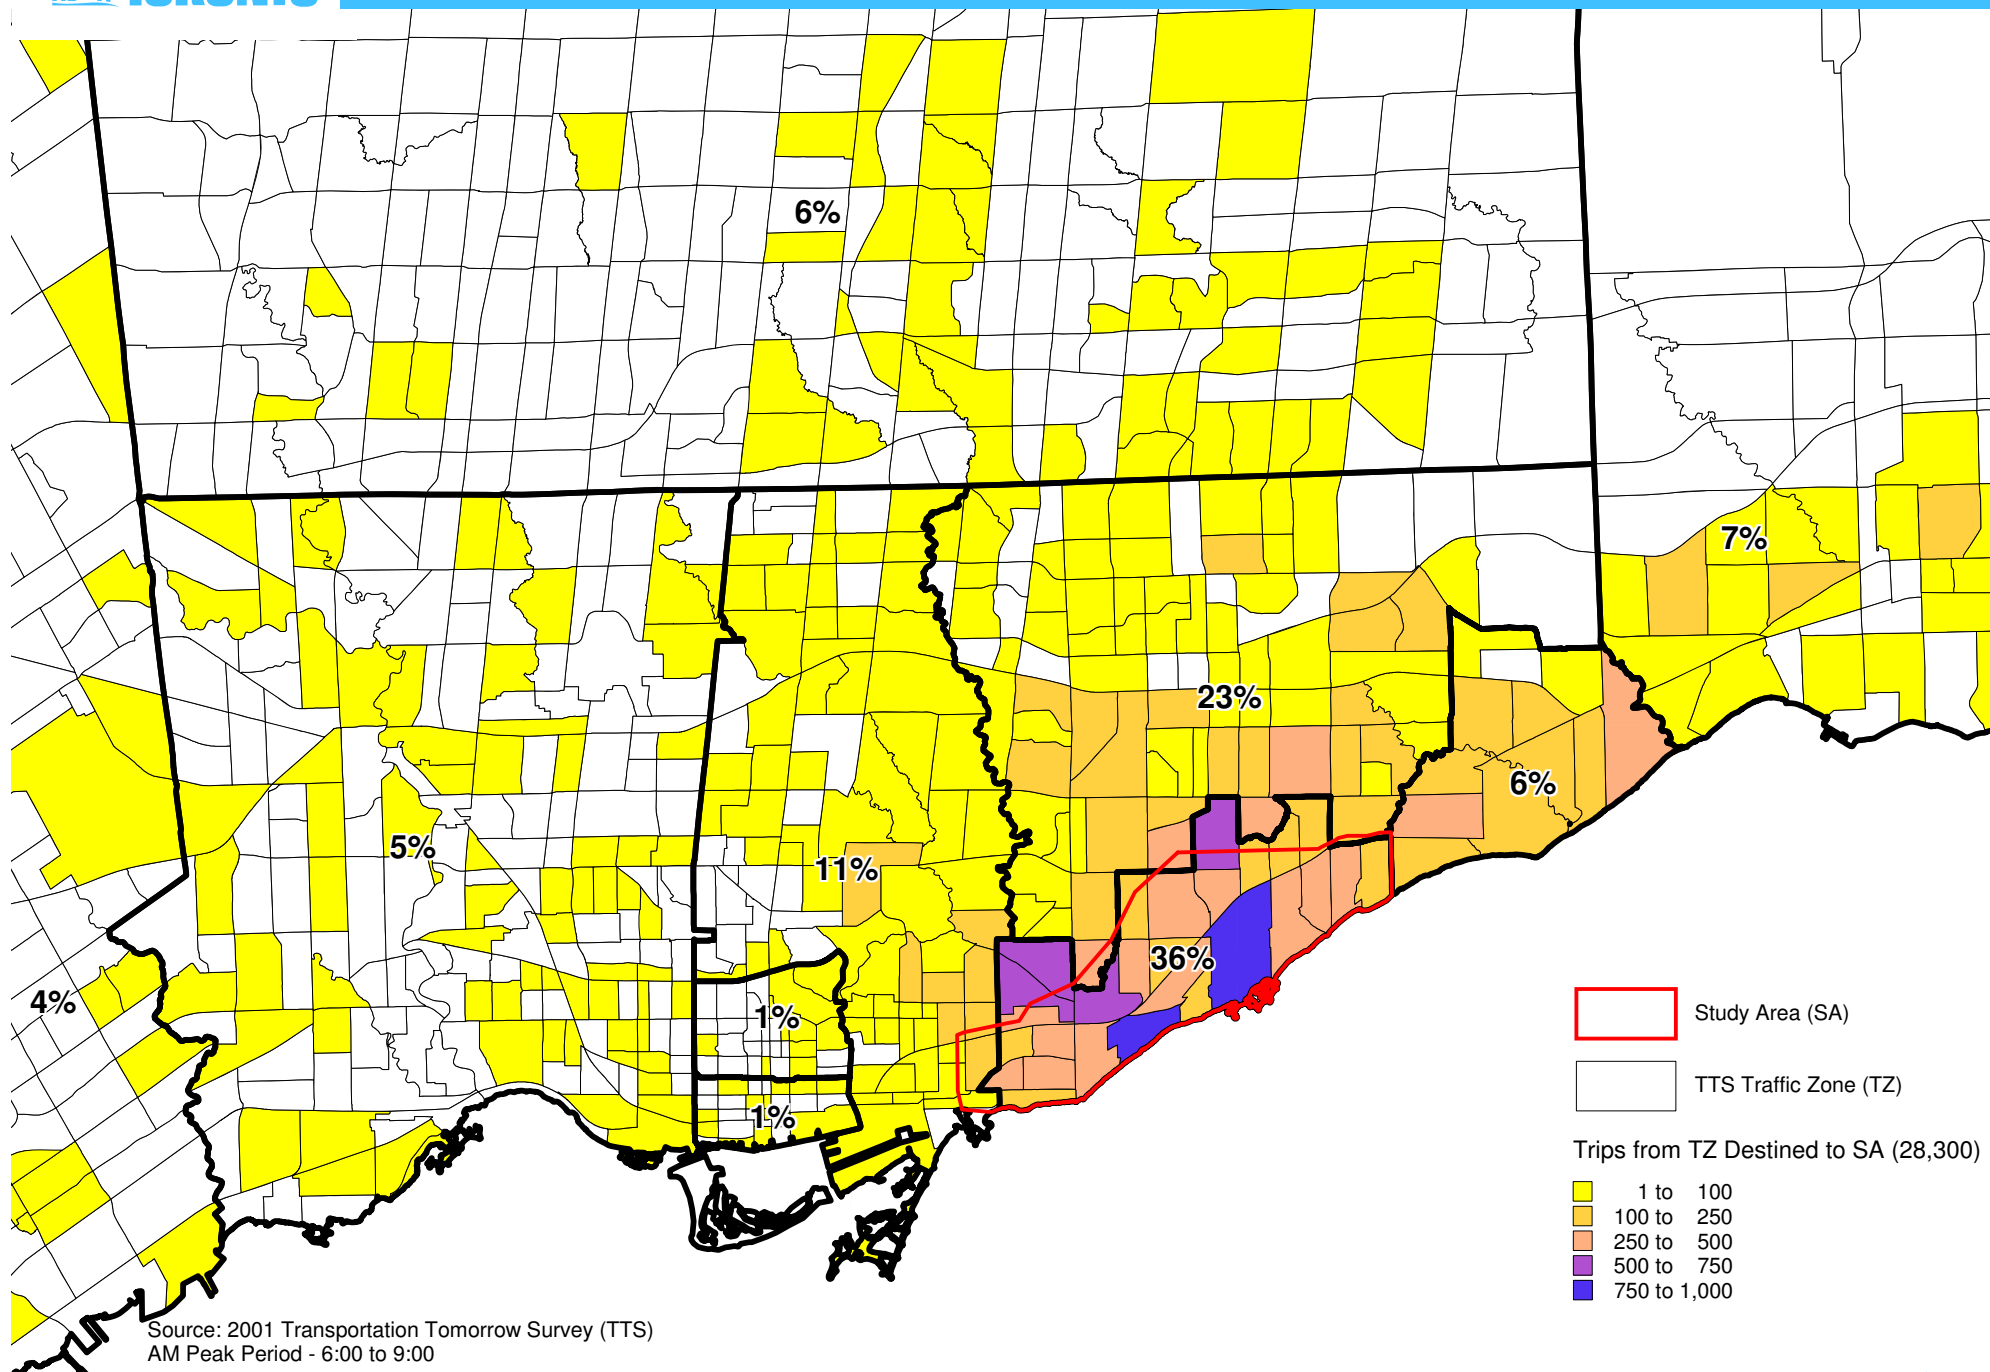 6%
7%
23%
6%
5%
11%
36%
4%
1%
1%
Study Area (SA)
TTS Traffic Zone (TZ)
Trips from TZ Destined to SA (28,300)
1 to 100
100 to 250
250 to 500
500 to 750
750 to 1,000
Source: 2001 Transportation Tomorrow Survey (TTS)
AM Peak Period - 6:00 to 9:00